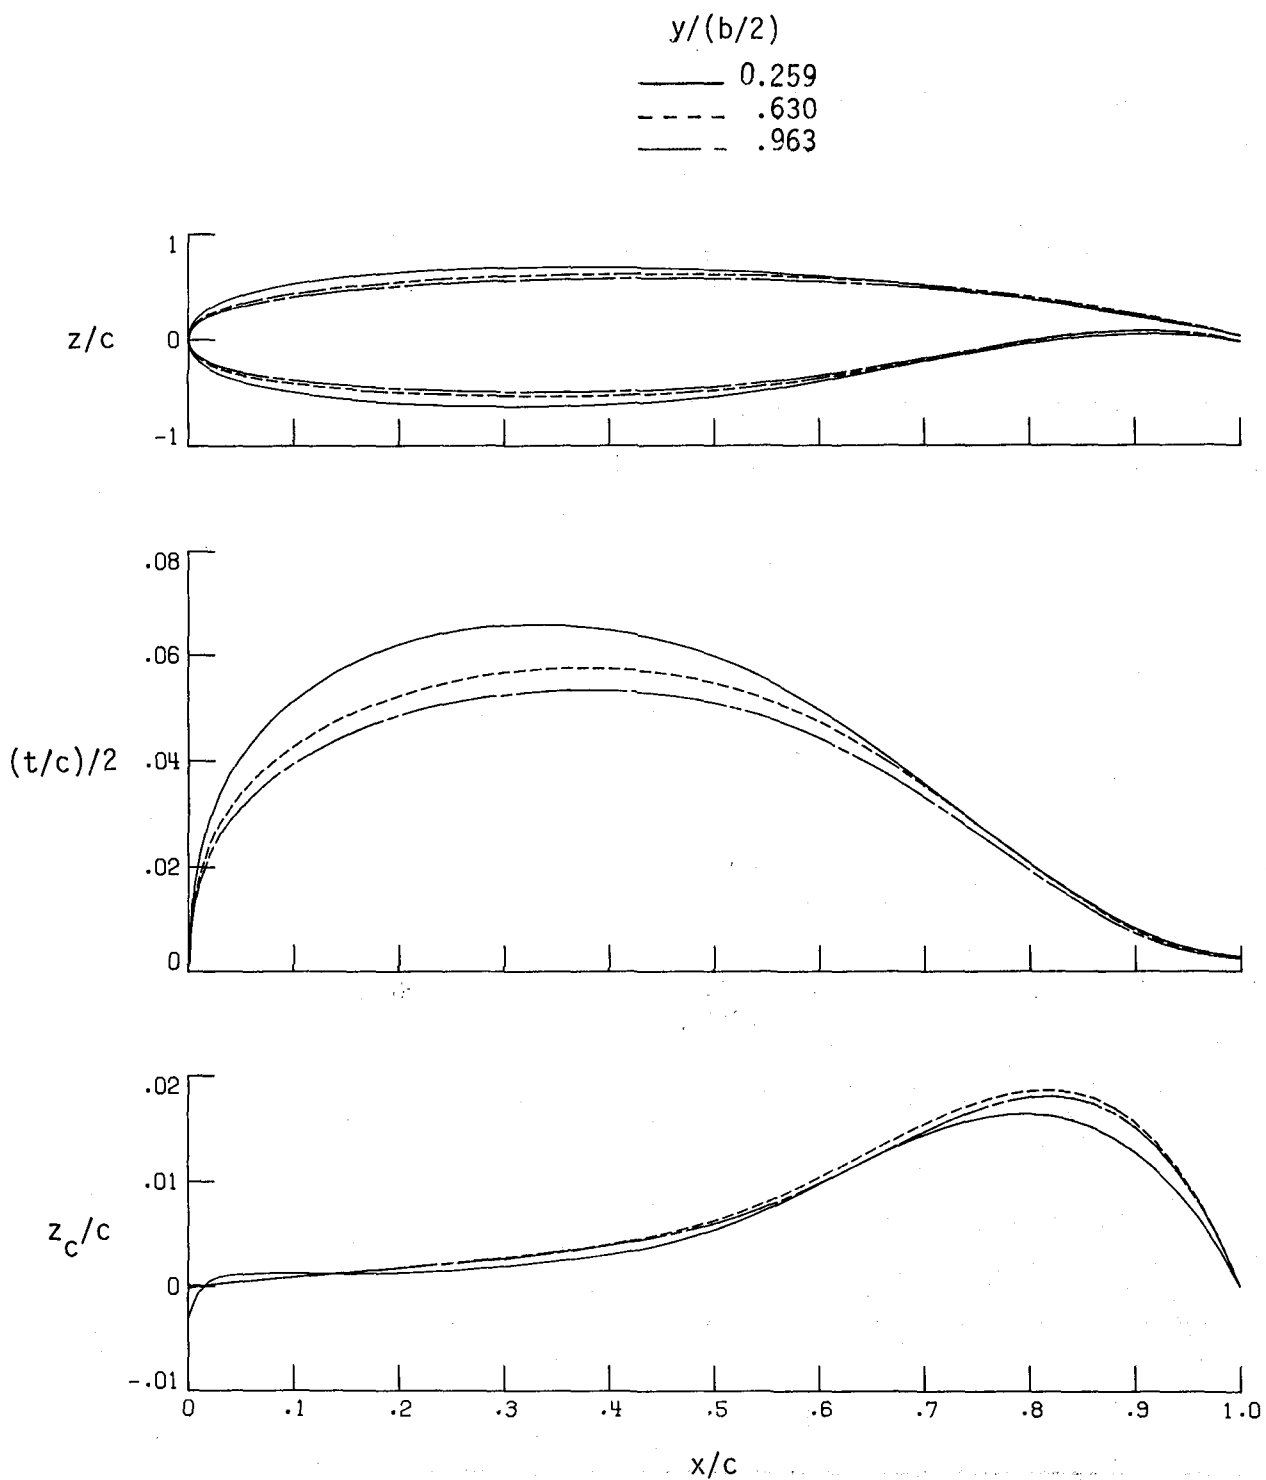 y/(b/2)
0.259
.630
.963
1
z/c
0
-1
.08
.06
(t/c)/2
.04
.02
0
.02
.01
z_c/c
0
-.01
0 .1 .2 .3 .4 .5 .6 .7 .8 .9 1.0
x/c